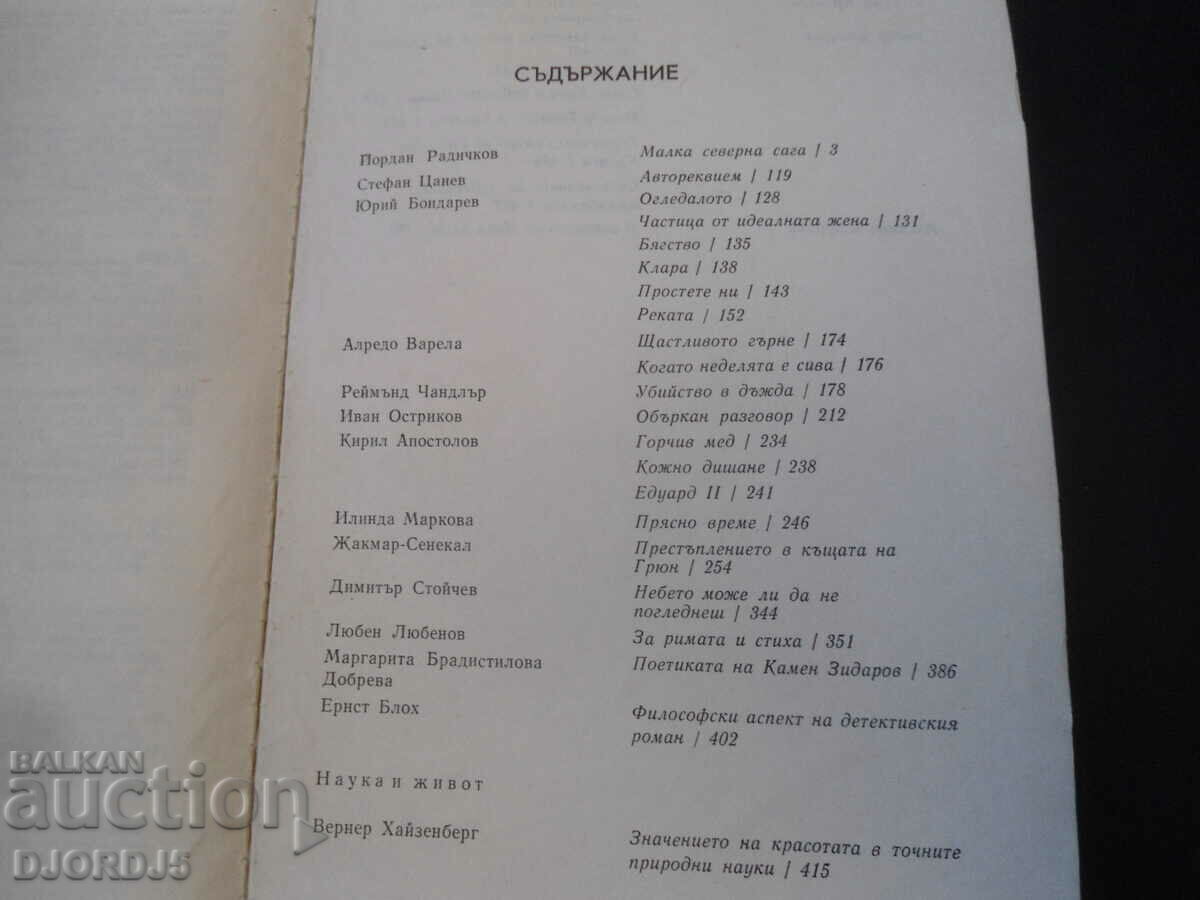 СЪДЪРЖАНИЕ
Йордан Радичков Малка северна сага / 3
Стефан Цанев Автореквием / 119
Юрий Бондарев Огледалото / 128
Частица от идеалната жена / 131
Бягство / 135
Клара / 138
Простете ни / 143
Реката / 152
Алредо Варела Щастливото гърне / 174
Когато неделята е сива / 176
Реймънд Чандлър Убийство в дъжда / 178
Иван Остриков Объркан разговор / 212
Кирил Апостолов Горчив мед / 234
Кожно дишане / 238
Едуард II / 241
Илинда Маркова Прясно време / 246
Жакмар-Сенекал Престъплението в къщата на
Грюн / 254
Димитър Стойчев Небето може ли да не
погледнеш / 344
Любен Любенов За римата и стиха / 351
Маргарита Брадистилова Поетиката на Камен Зидаров / 386
Добрева
Ернст Блох Философски аспект на детективския
роман / 402
Наука и живот
Вернер Хайзенберг Значението на красотата в точните
природни науки / 415
BALKAN
auction
DJORDJ5